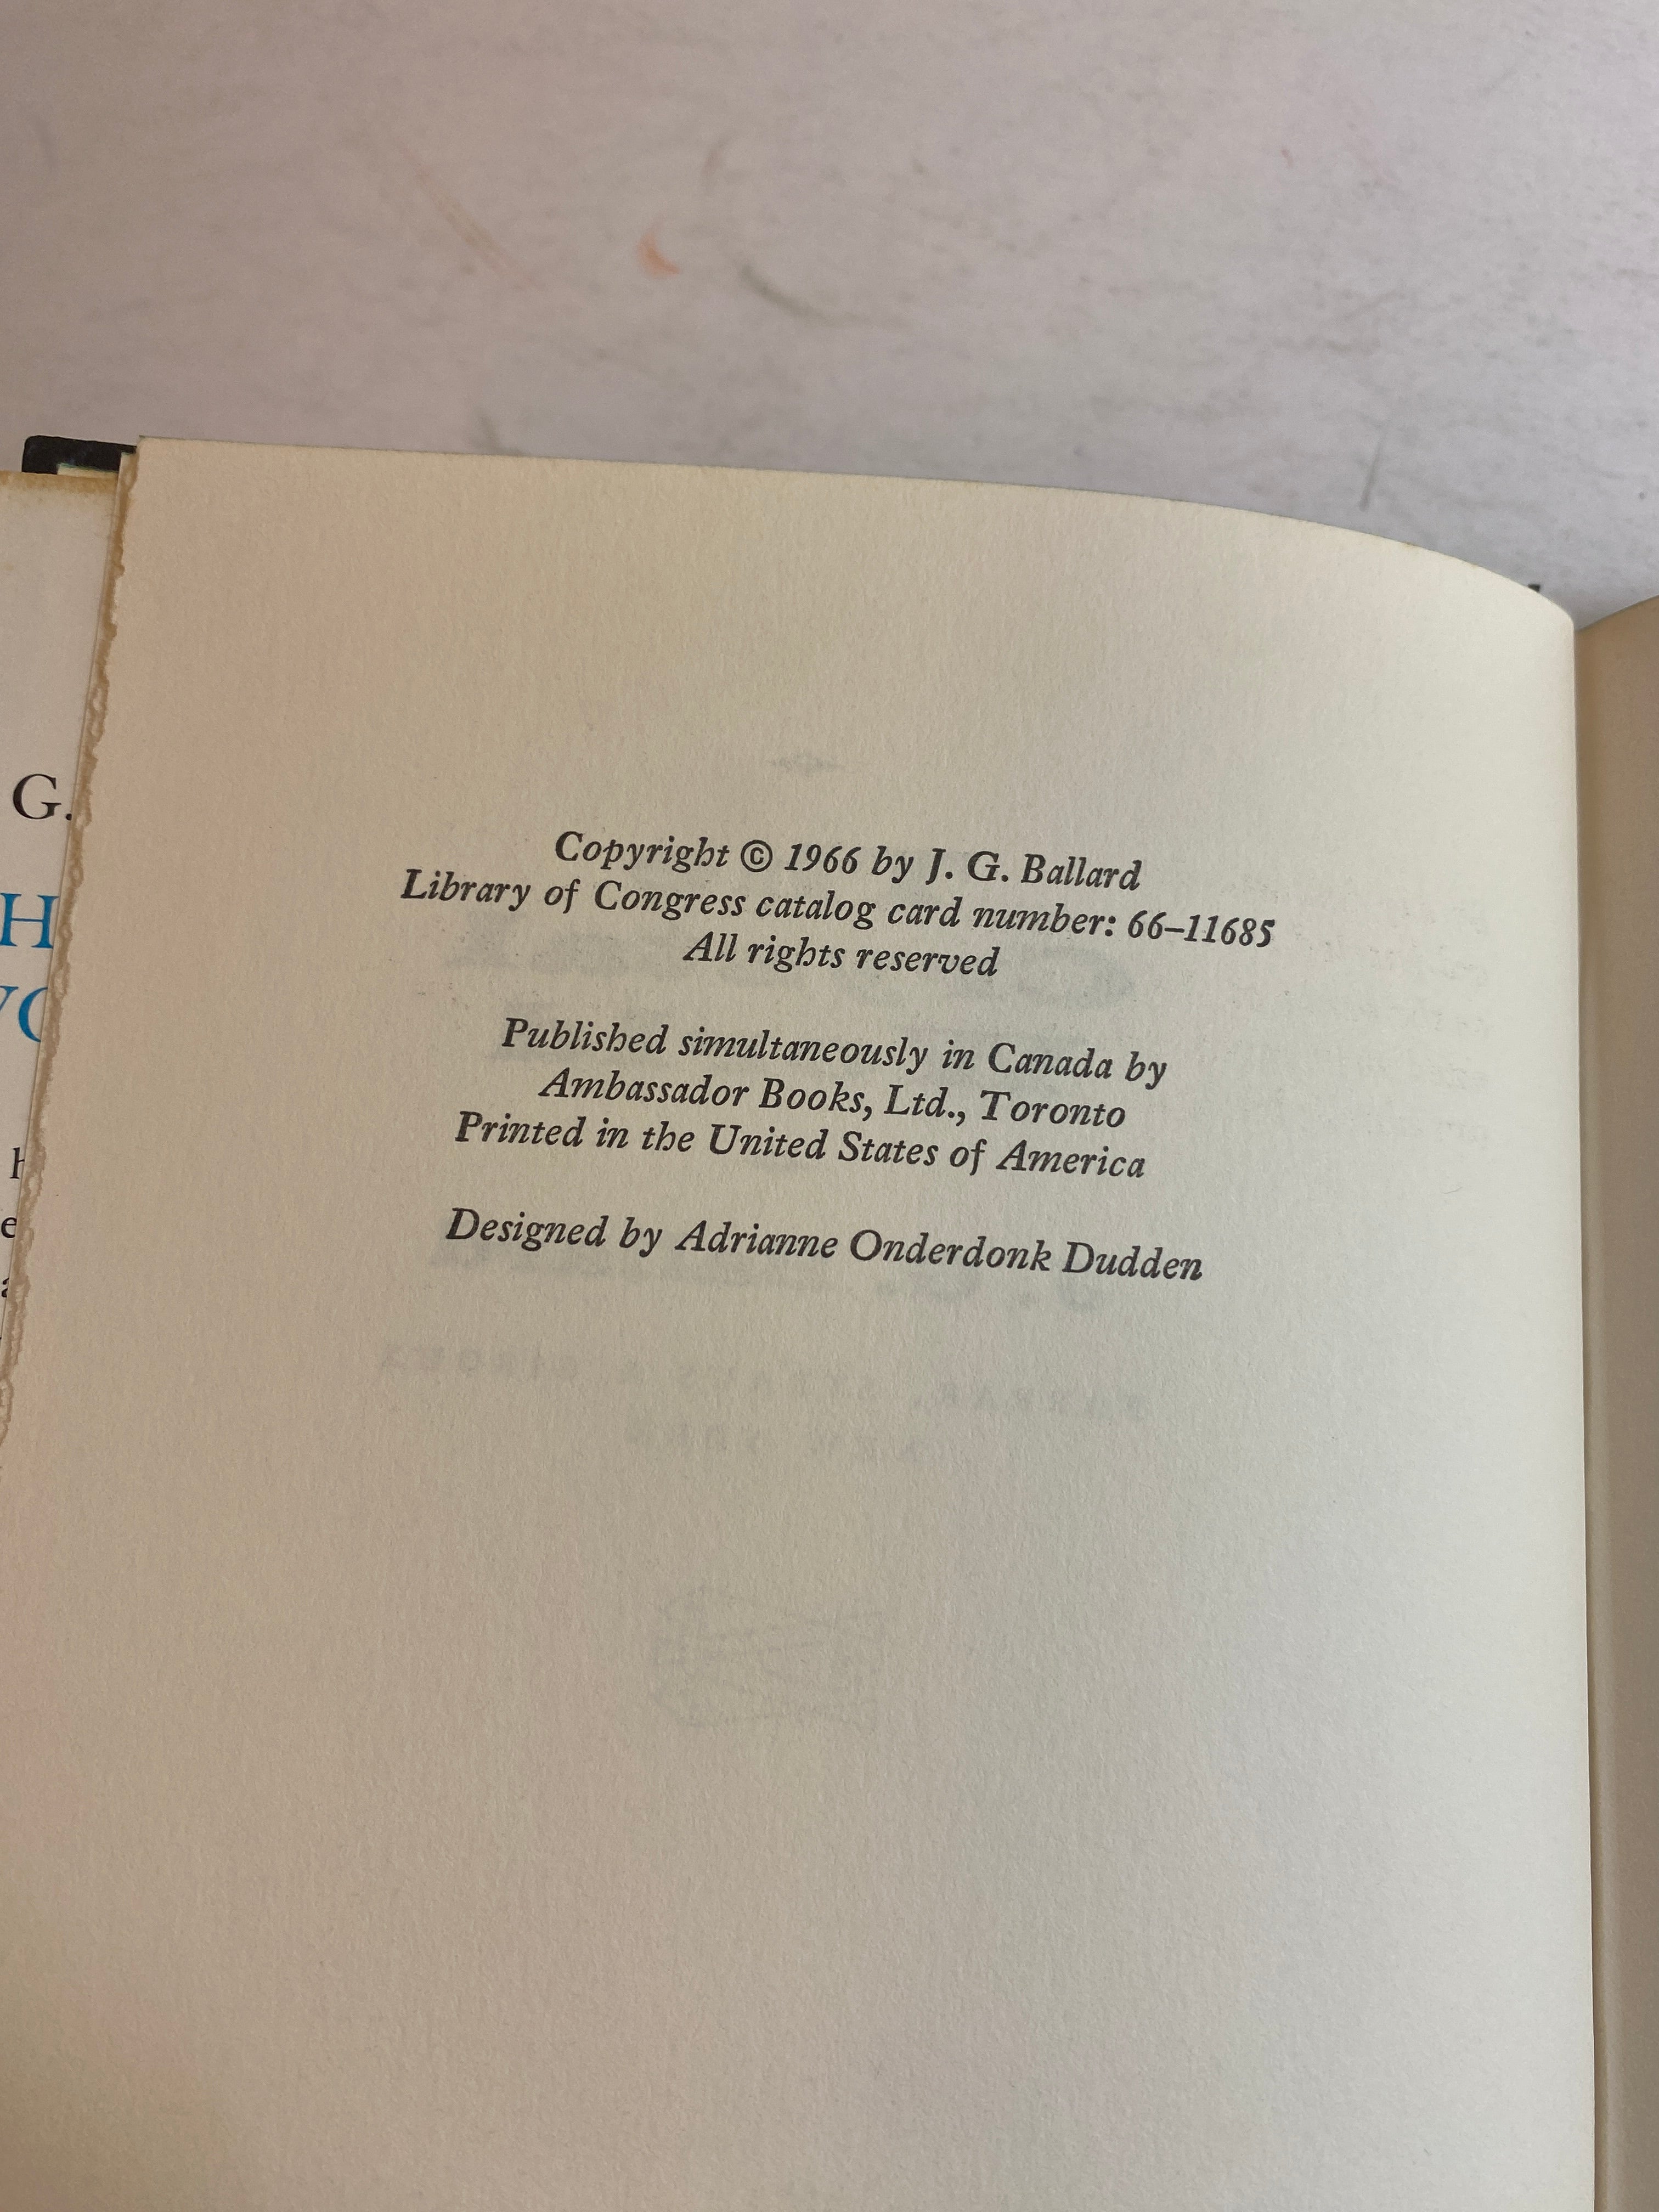 G.
H
Copyright © 1966 by J. G. Ballard
Library of Congress catalog card number: 66–11685
All rights reserved
Published simultaneously in Canada by
Ambassador Books, Ltd., Toronto
Printed in the United States of America
Designed by Adrianne Onderdonk Dudden